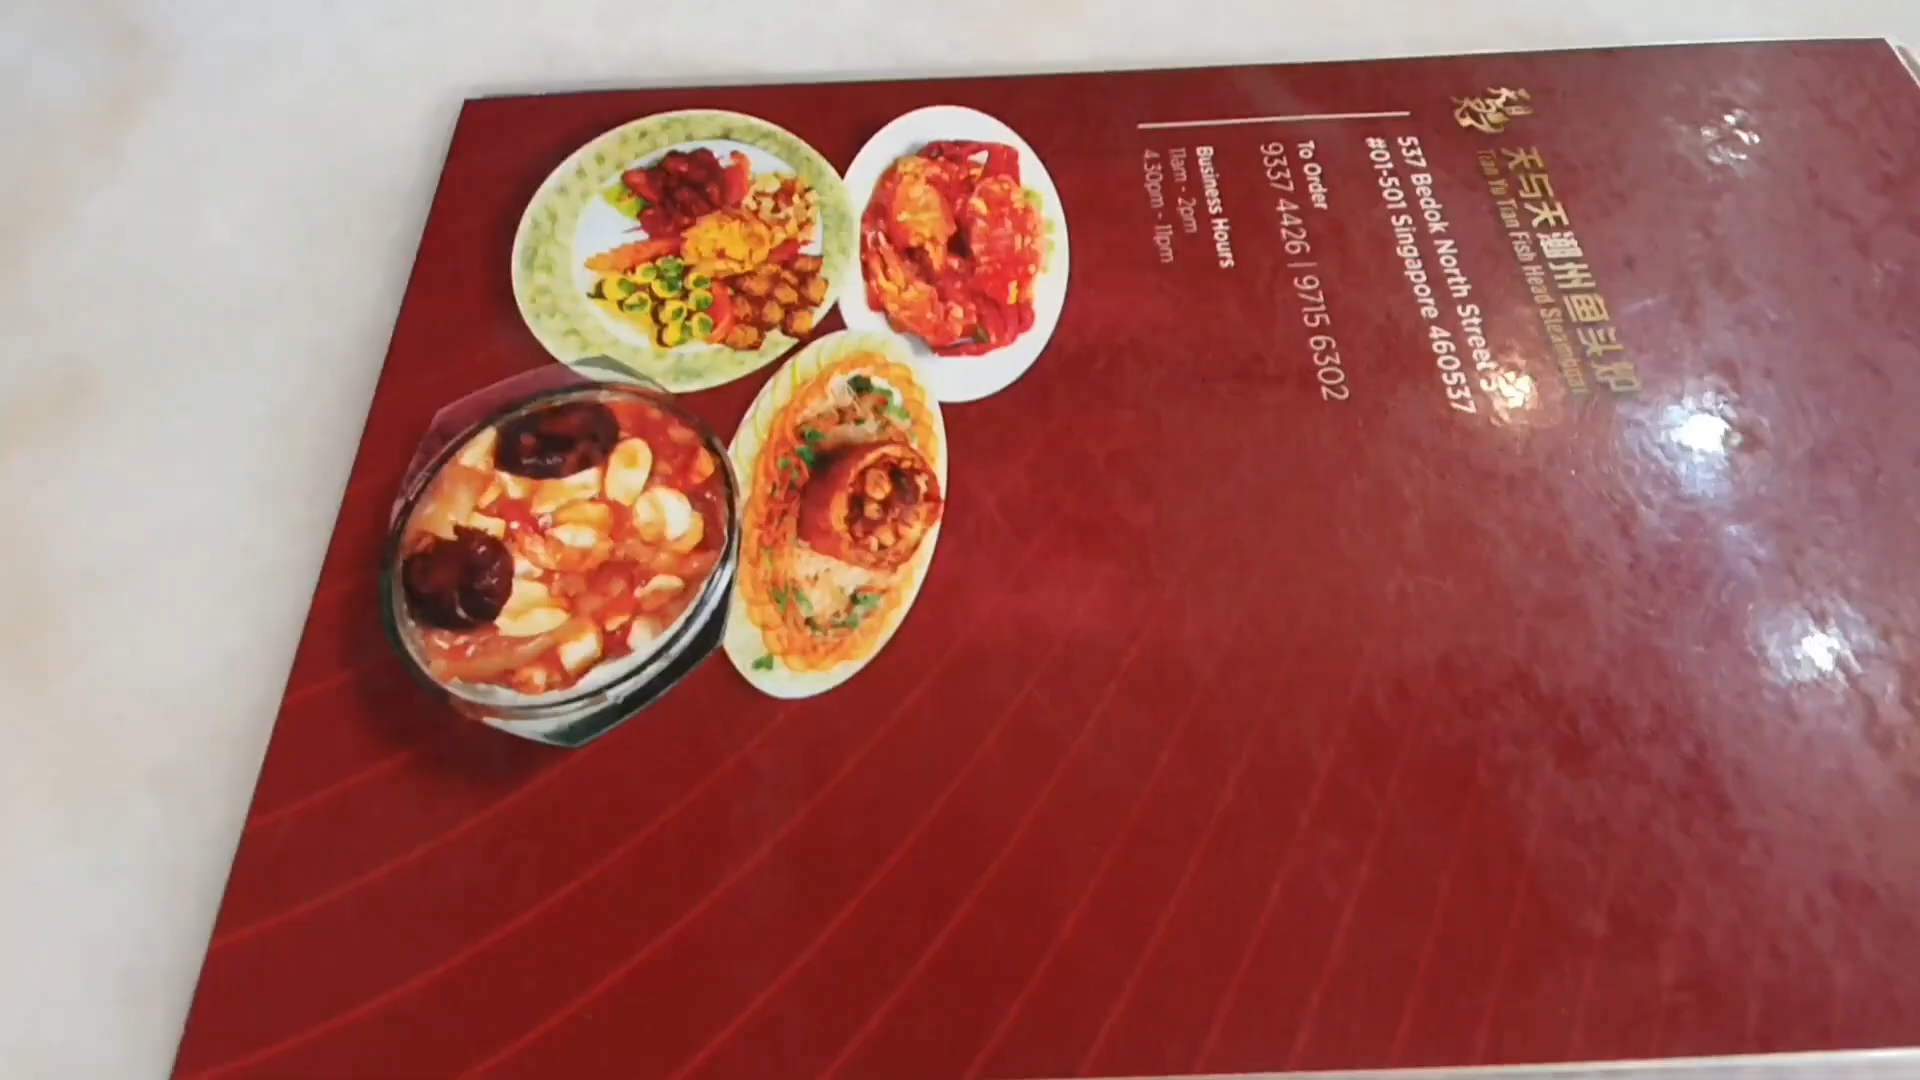 天与天潮州鱼头炉
Tian Yu Tian Fish Head Steamboat
537 Bedok North Street 3
#01-501 Singapore 460537
To Order
9337 4426 | 9715 6302
Business Hours
11am - 2pm
4.30pm - 11pm